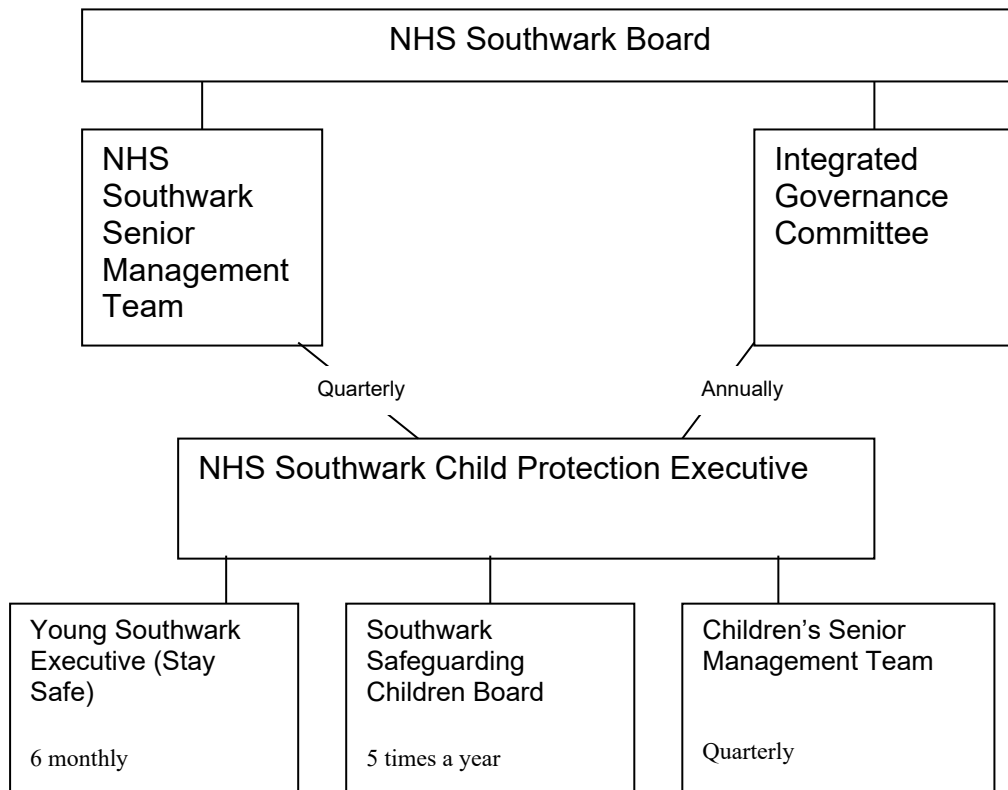 NHS Southwark Board
NHS
Southwark
Senior
Management
Team
Integrated
Governance
Committee
Quarterly
Annually
NHS Southwark Child Protection Executive
Young Southwark
Executive (Stay
Safe)
6 monthly
Southwark
Safeguarding
Children Board
5 times a year
Children’s Senior
Management Team
Quarterly